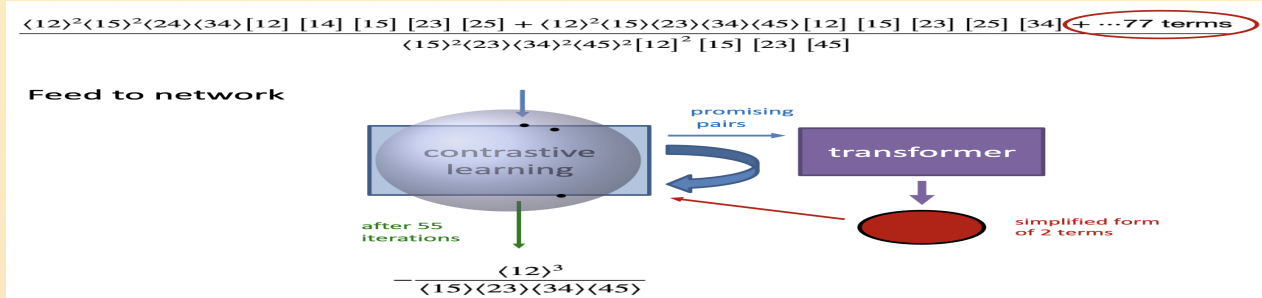 ⟨12⟩²⟨15⟩²⟨24⟩⟨34⟩[12] [14] [15] [23] [25] + ⟨12⟩²⟨15⟩⟨23⟩⟨34⟩⟨45⟩[12] [15] [23] [25] [34] + ···77 terms
⟨15⟩²⟨23⟩⟨34⟩²⟨45⟩²[12]² [15] [23] [45]
Feed to network
promising
pairs
contrastive
learning
transformer
after 55
iterations
simplified form
of 2 terms
− ⟨12⟩³
⟨15⟩⟨23⟩⟨34⟩⟨45⟩